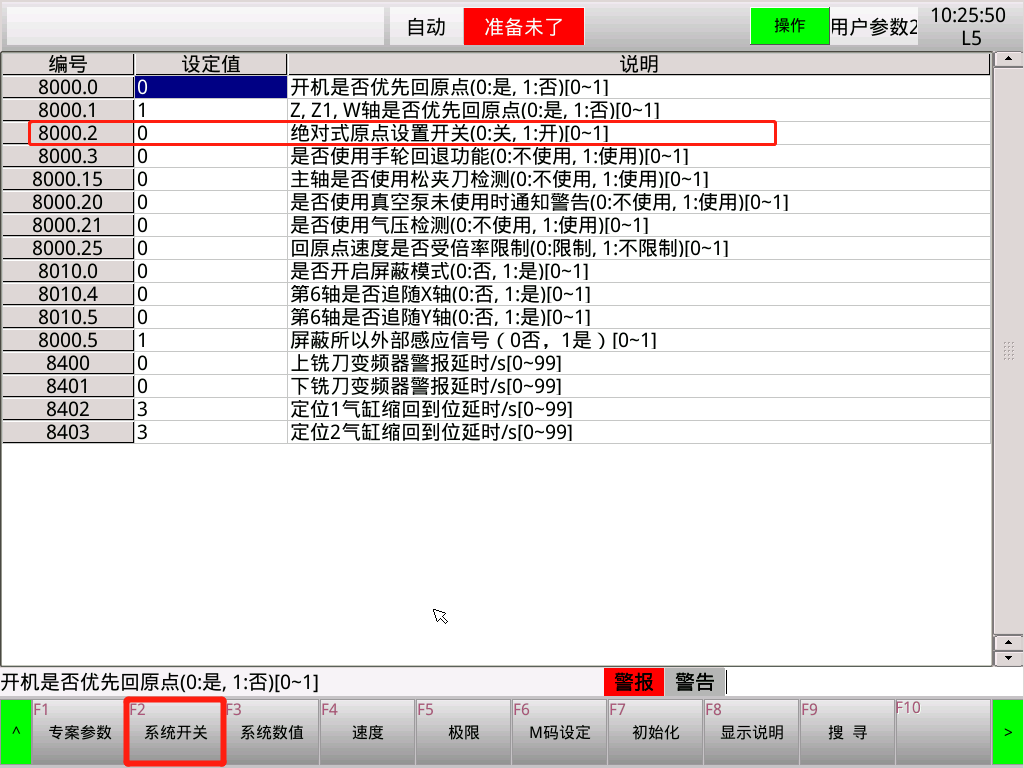 自动 准备未了 操作 用户参数2 10:25:50
L5
编号 设定值 说明
8000.0 0 开机是否优先回原点(0:是, 1:否)[0~1]
8000.1 1 Z, Z1, W轴是否优先回原点(0:是, 1:否)[0~1]
8000.2 0 绝对式原点设置开关(0:关, 1:开)[0~1]
8000.3 0 是否使用手轮回退功能(0:不使用, 1:使用)[0~1]
8000.15 0 主轴是否使用松夹刀检测(0:不使用, 1:使用)[0~1]
8000.20 0 是否使用真空泵未使用时通知警告(0:不使用, 1:使用)[0~1]
8000.21 0 是否使用气压检测(0:不使用, 1:使用)[0~1]
8000.25 0 回原点速度是否受倍率限制(0:限制, 1:不限制)[0~1]
8010.0 0 是否开启屏蔽模式(0:否, 1:是)[0~1]
8010.4 0 第6轴是否追随X轴(0:否, 1:是)[0~1]
8010.5 0 第6轴是否追随Y轴(0:否, 1:是)[0~1]
8000.5 1 屏蔽所以外部感应信号（0否，1是）[0~1]
8400 0 上铣刀变频器警报延时/s[0~99]
8401 0 下铣刀变频器警报延时/s[0~99]
8402 3 定位1气缸缩回到位延时/s[0~99]
8403 3 定位2气缸缩回到位延时/s[0~99]
开机是否优先回原点(0:是, 1:否)[0~1] 警报 警告
F1 F2 F3 F4 F5 F6 F7 F8 F9 F10
^ 专案参数 系统开关 系统数值 速度 极限 M码设定 初始化 显示说明 搜 寻 >